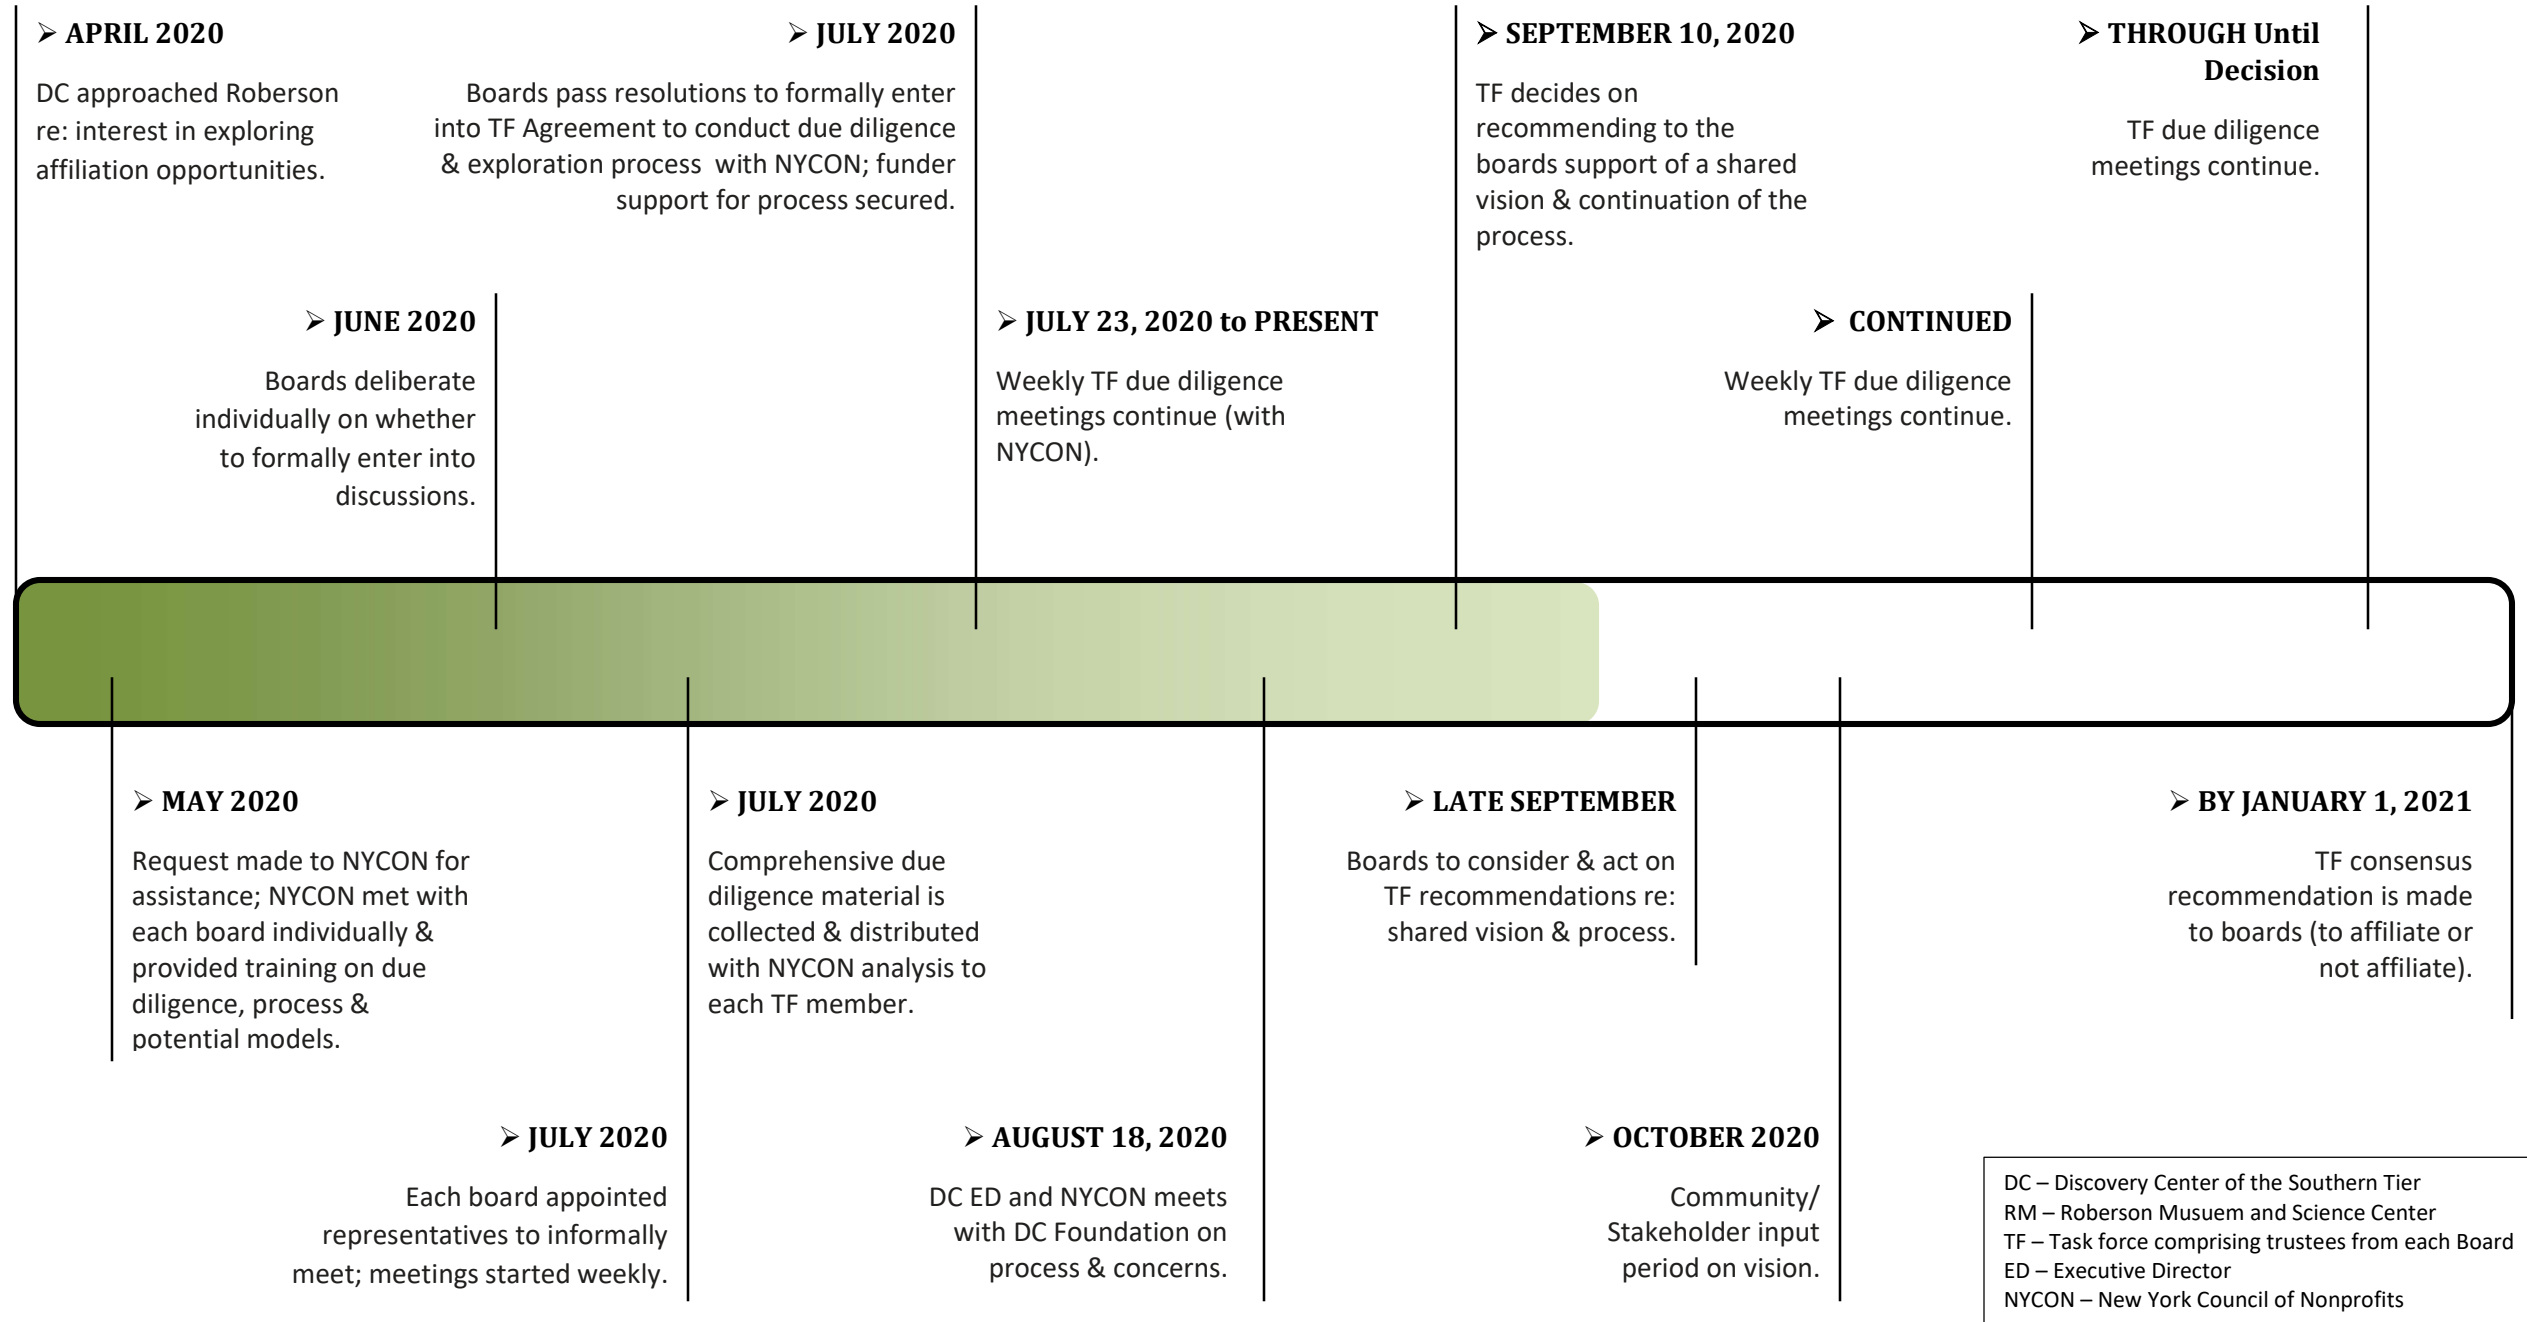 ➢ APRIL 2020
DC approached Roberson
re: interest in exploring
affiliation opportunities.
➢ JULY 2020
Boards pass resolutions to formally enter
into TF Agreement to conduct due diligence
& exploration process with NYCON; funder
support for process secured.
➢ SEPTEMBER 10, 2020
TF decides on
recommending to the
boards support of a shared
vision & continuation of the
process.
➢ THROUGH Until
Decision
TF due diligence
meetings continue.
➢ JUNE 2020
Boards deliberate
individually on whether
to formally enter into
discussions.
➢ JULY 23, 2020 to PRESENT
Weekly TF due diligence
meetings continue (with
NYCON).
➢ CONTINUED
Weekly TF due diligence
meetings continue.
➢ MAY 2020
Request made to NYCON for
assistance; NYCON met with
each board individually &
provided training on due
diligence, process &
potential models.
➢ JULY 2020
Comprehensive due
diligence material is
collected & distributed
with NYCON analysis to
each TF member.
➢ LATE SEPTEMBER
Boards to consider & act on
TF recommendations re:
shared vision & process.
➢ BY JANUARY 1, 2021
TF consensus
recommendation is made
to boards (to affiliate or
not affiliate).
➢ JULY 2020
Each board appointed
representatives to informally
meet; meetings started weekly.
➢ AUGUST 18, 2020
DC ED and NYCON meets
with DC Foundation on
process & concerns.
➢ OCTOBER 2020
Community/
Stakeholder input
period on vision.
DC – Discovery Center of the Southern Tier
RM – Roberson Musuem and Science Center
TF – Task force comprising trustees from each Board
ED – Executive Director
NYCON – New York Council of Nonprofits